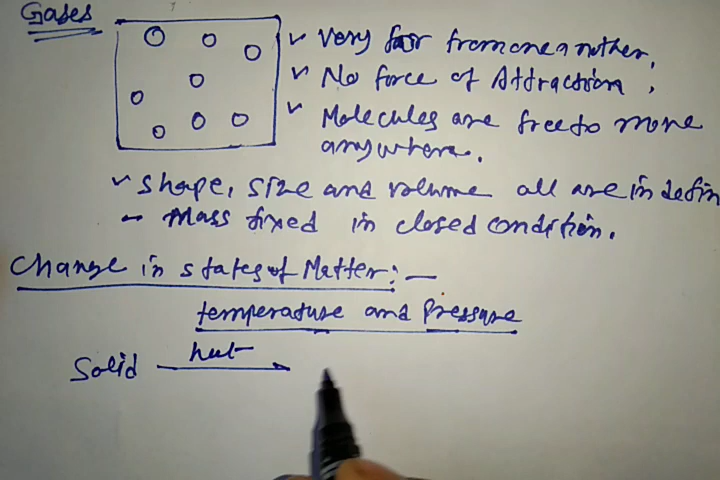 Gases
✓ Very far from one another.
✓ No force of Attraction.
✓ Molecules are free to move
anywhere.
✓ shape, size and volume all are indefin
– Mass fixed in closed condition.
Change in states of Matter:—
temperature and Pressure
Solid heat